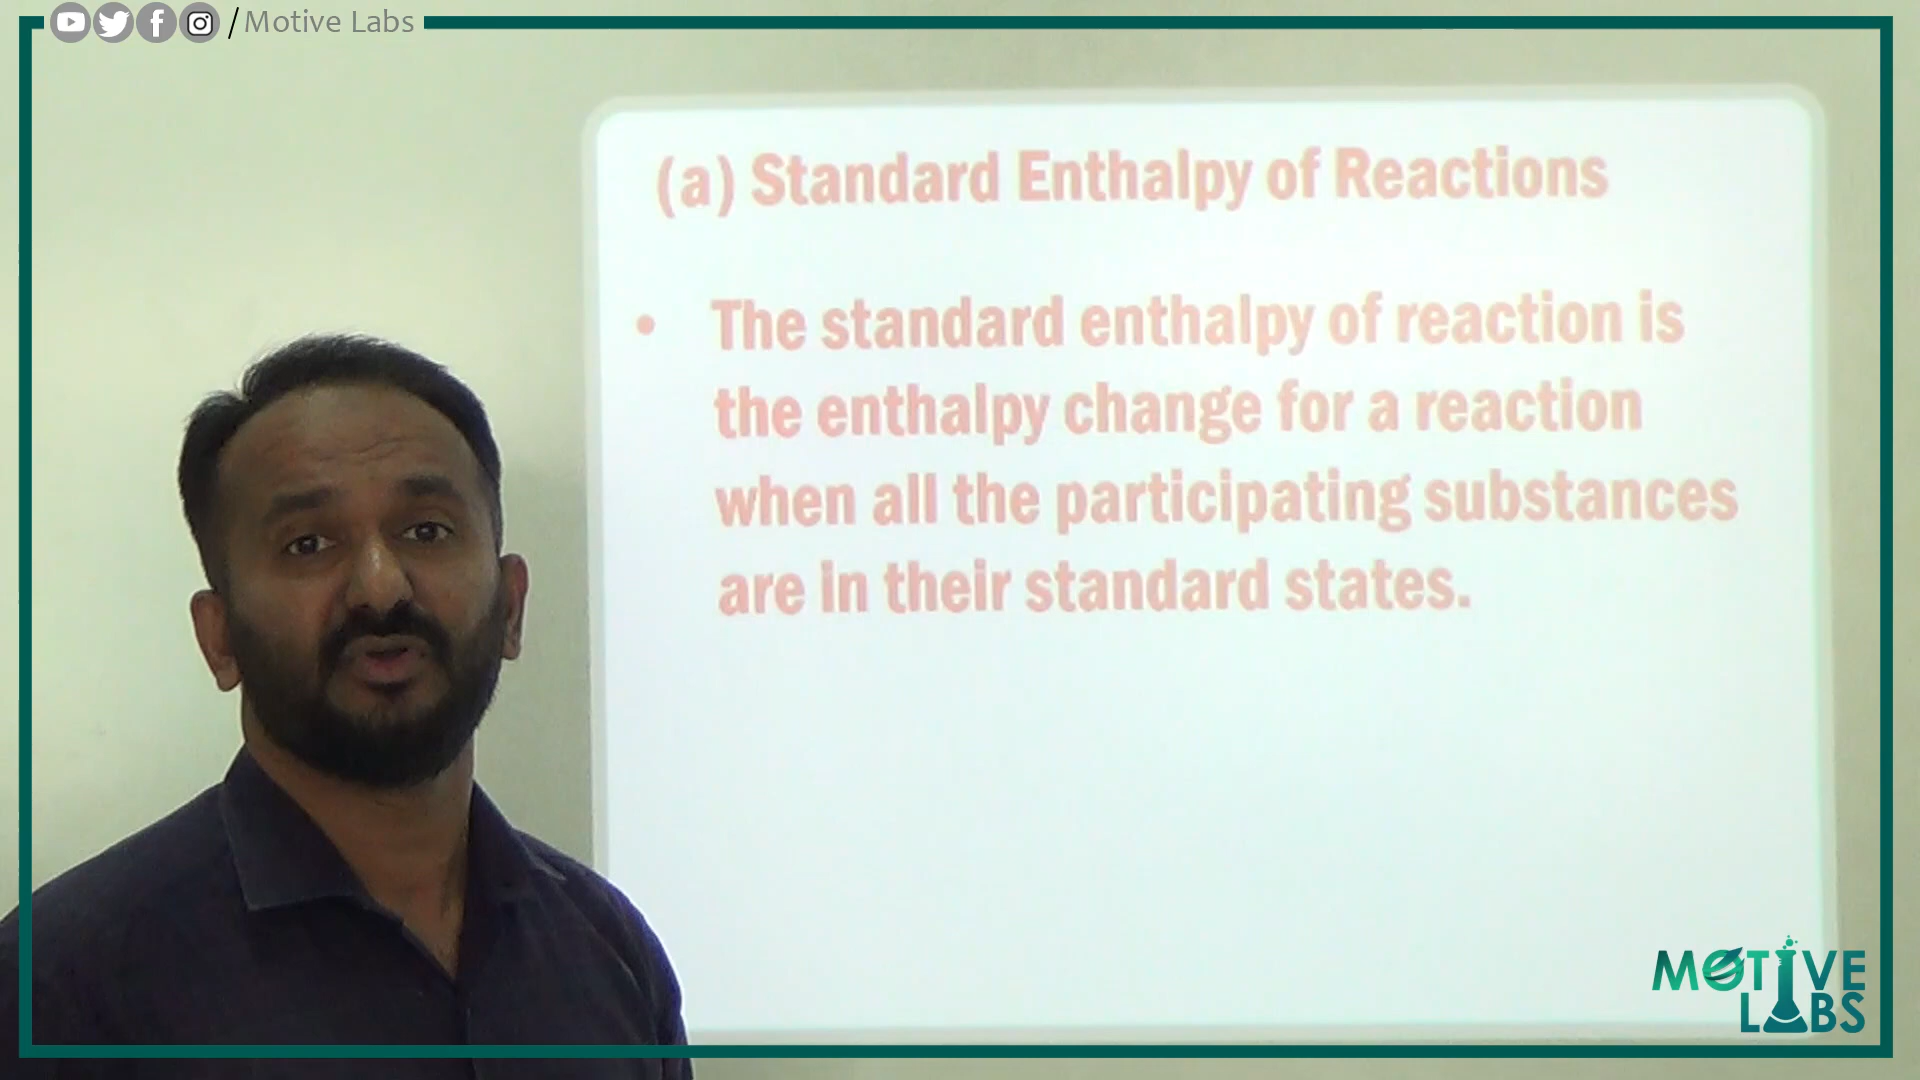 /Motive Labs
(a) Standard Enthalpy of Reactions
• The standard enthalpy of reaction is
the enthalpy change for a reaction
when all the participating substances
are in their standard states.
MOTIVE
LABS